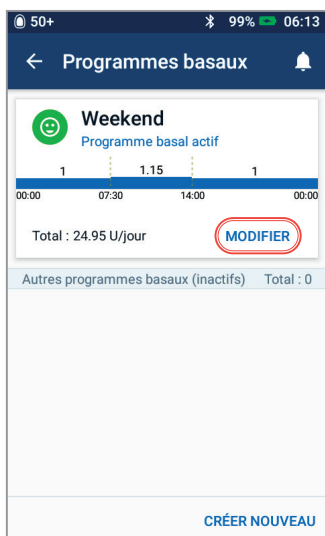 50+ 99% 06:13
Programmes basaux
Weekend
Programme basal actif
1 1.15 1
00:00 07:30 14:00 00:00
Total : 24.95 U/jour MODIFIER
Autres programmes basaux (inactifs) Total : 0
CRÉER NOUVEAU